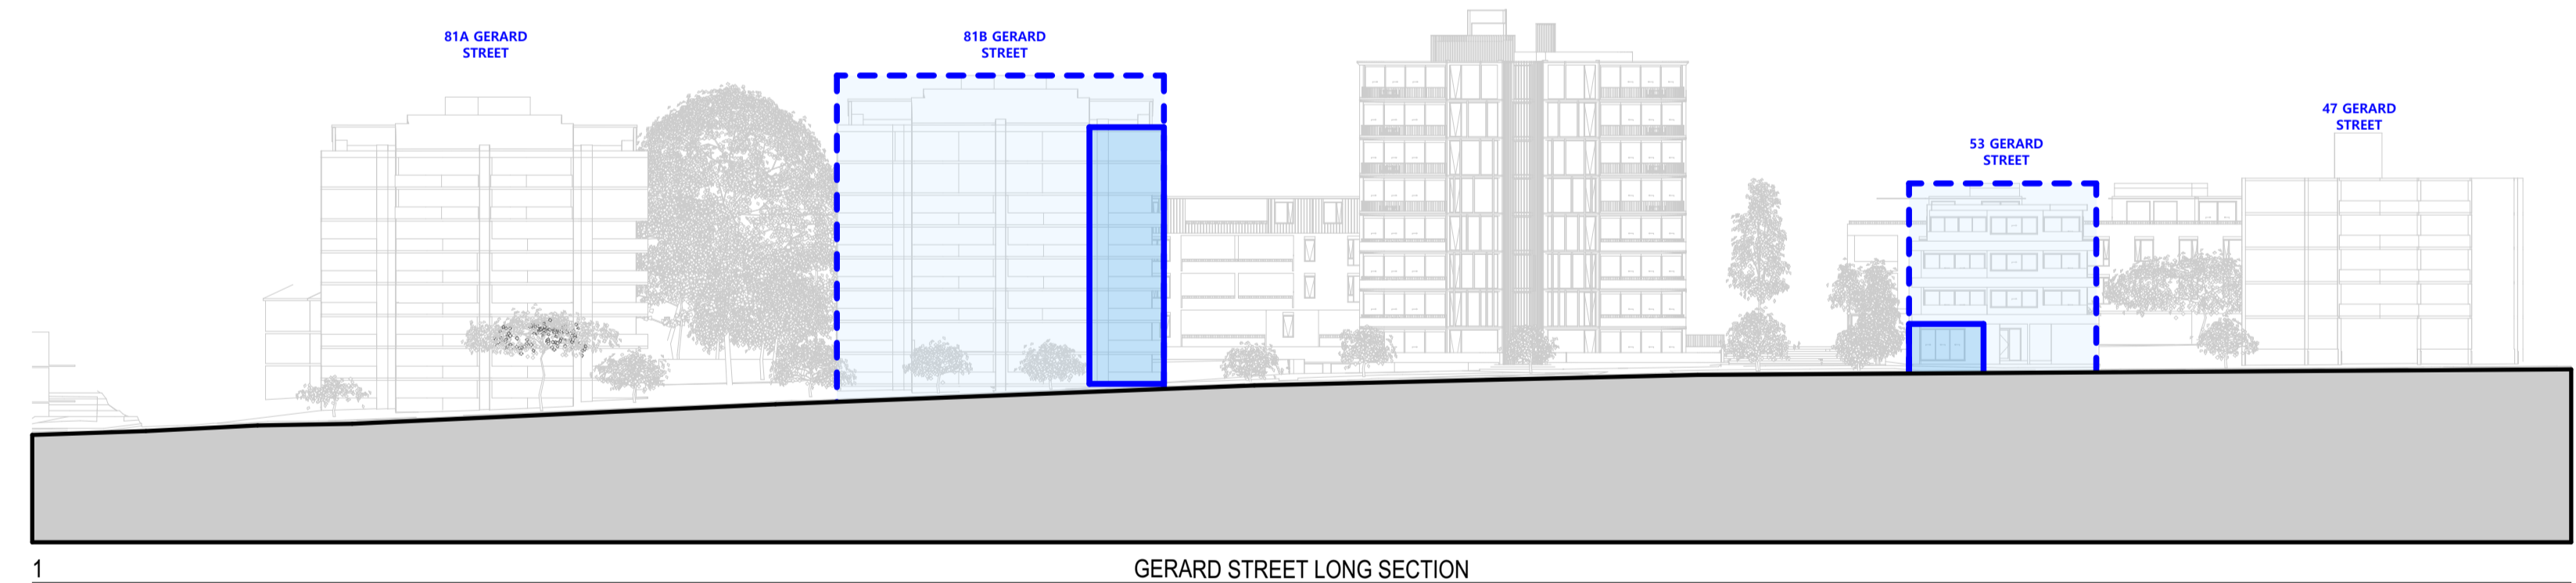 81A GERARD
STREET
81B GERARD
STREET
53 GERARD
STREET
47 GERARD
STREET
1
GERARD STREET LONG SECTION